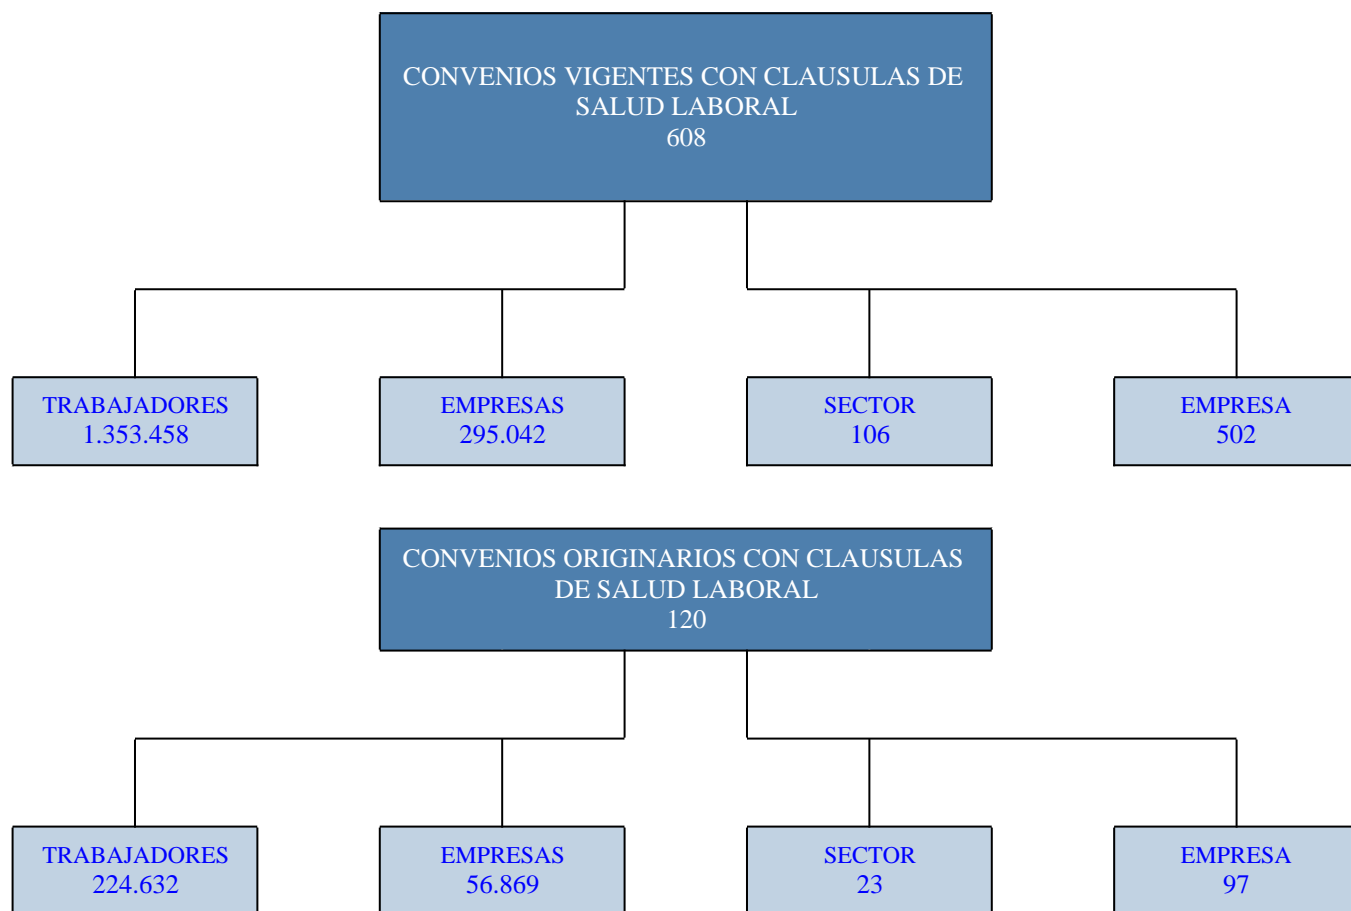 CONVENIOS VIGENTES CON CLAUSULAS DE
SALUD LABORAL
608
TRABAJADORES
1.353.458
EMPRESAS
295.042
SECTOR
106
EMPRESA
502
CONVENIOS ORIGINARIOS CON CLAUSULAS
DE SALUD LABORAL
120
TRABAJADORES
224.632
EMPRESAS
56.869
SECTOR
23
EMPRESA
97